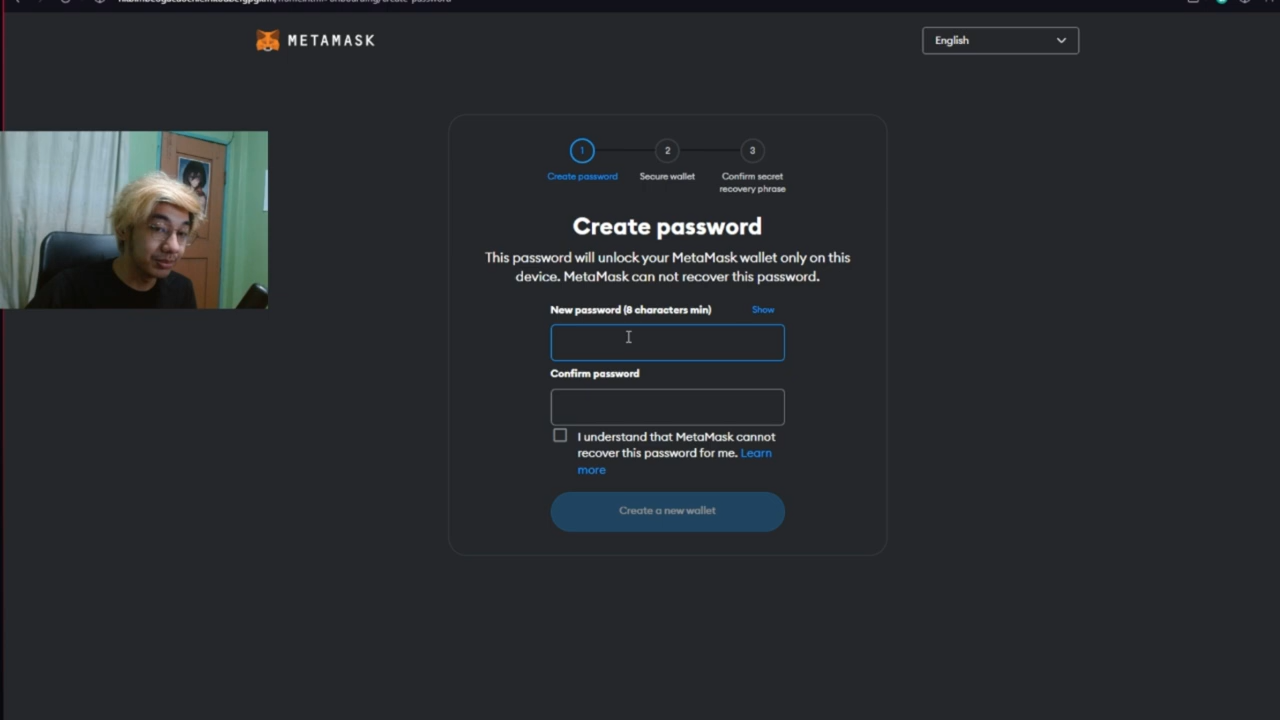 METAMASK
English
1
2
3
Create password
Secure wallet
Confirm secret
recovery phrase
Create password
This password will unlock your MetaMask wallet only on this
device. MetaMask can not recover this password.
New password (8 characters min)
Show
Confirm password
I understand that MetaMask cannot
recover this password for me. Learn
more
Create a new wallet